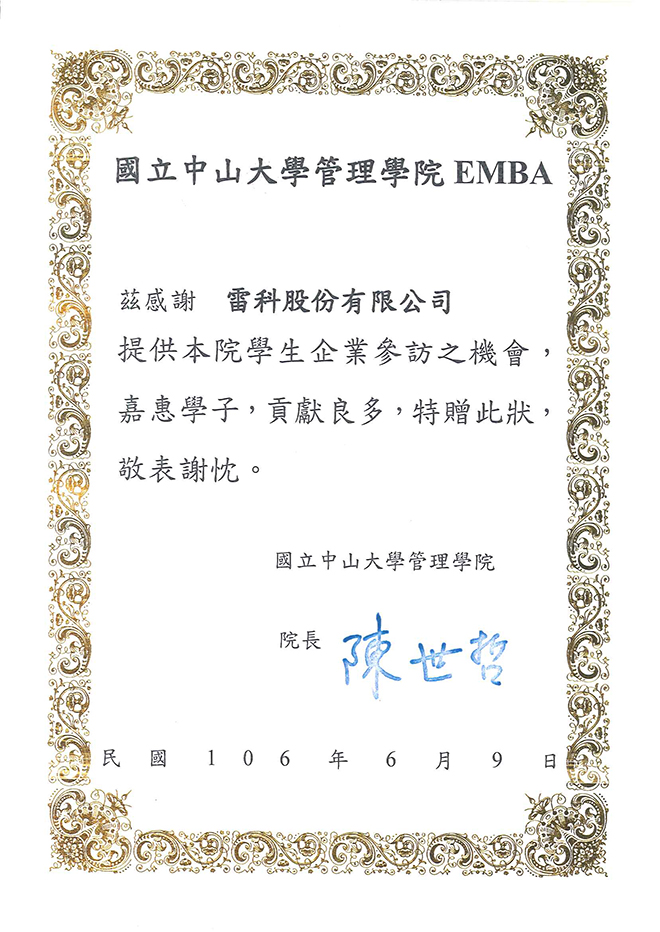 國立中山大學管理學院 EMBA
茲感謝 雷科股份有限公司
提供本院學生企業參訪之機會，
嘉惠學子，貢獻良多，特贈此狀，
敬表謝忱。
國立中山大學管理學院
院長 陳世哲
民國106年6月9日